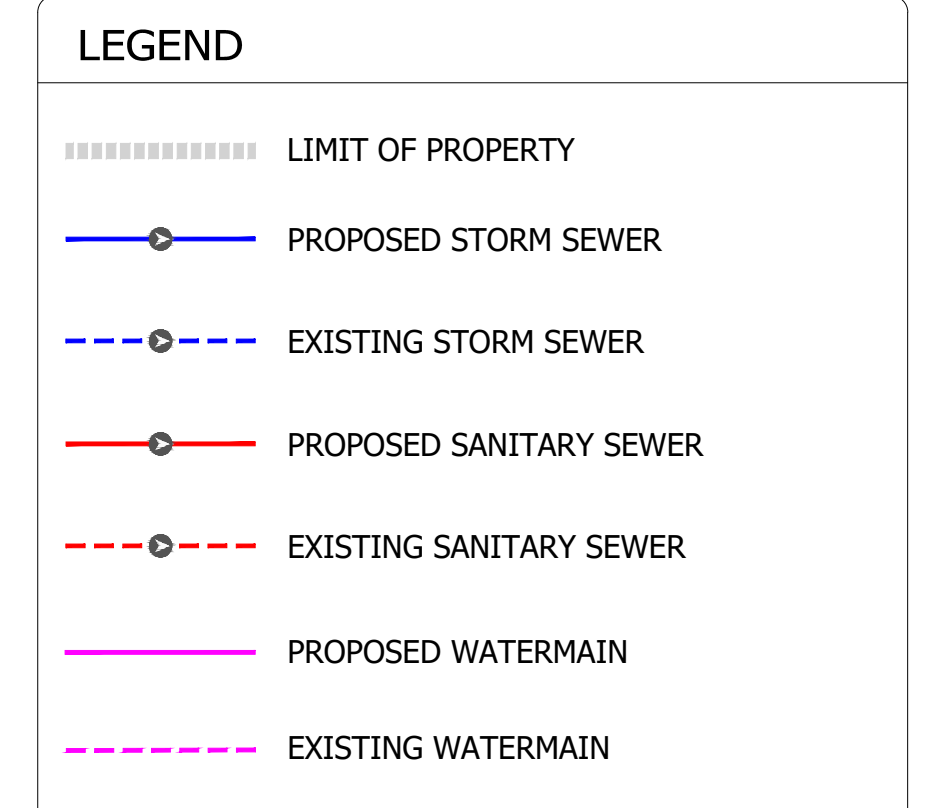 LEGEND
LIMIT OF PROPERTY
PROPOSED STORM SEWER
EXISTING STORM SEWER
PROPOSED SANITARY SEWER
EXISTING SANITARY SEWER
PROPOSED WATERMAIN
EXISTING WATERMAIN